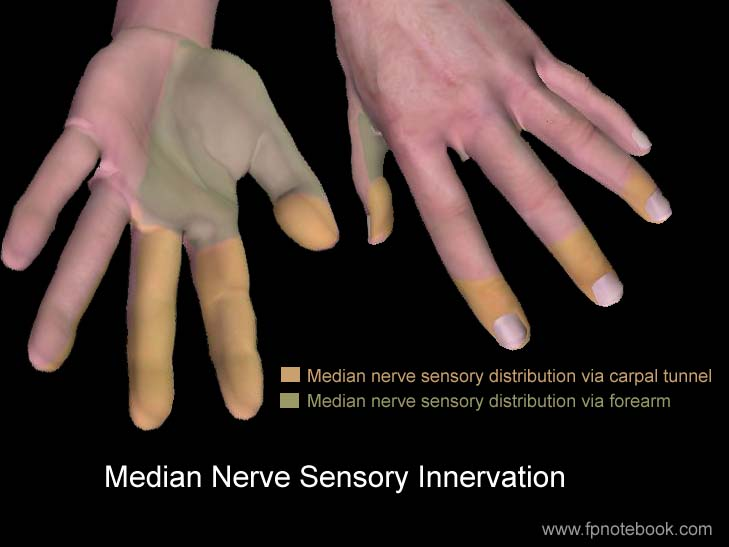 Median nerve sensory distribution via carpal tunnel
Median nerve sensory distribution via forearm
Median Nerve Sensory Innervation
www.fpnotebook.com